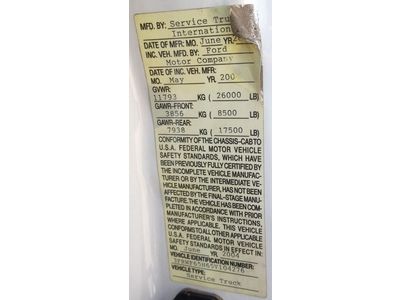 MFD. BY: Service Tru
Internation
DATE OF MFR: MO. June YR.
INC. VEH. MFD. BY: Ford
Motor Company
DATE INC. VEH. MFR:
MO. May YR. 200
GVWR:
11793 KG ( 26000 LB)
GAWR-FRONT:
3856 KG ( 8500 LB)
GAWR-REAR:
7938 KG ( 17500 LB)
CONFORMITY OF THE CHASSIS-CAB TO
U.S.A. FEDERAL MOTOR VEHICLE
SAFETY STANDARDS, WHICH HAVE
BEEN PREVIOUSLY FULLY CERTIFIED BY
THE INCOMPLETE VEHICLE MANUFAC-
TURER OR BY THE INTERMEDIATE VE-
HICLE MANUFACTURER, HAS NOT BEEN
AFFECTED BY THE FINAL-STAGE MANU-
FACTURER. THE VEHICLE HAS BEEN COM-
PLETED IN ACCORDANCE WITH PRIOR
MANUFACTURER'S INSTRUCTIONS,
WHERE APPLICABLE. THIS VEHICLE
CONFORMS TO ALL OTHER APPLICABLE
U.S.A. FEDERAL MOTOR VEHICLE
SAFETY STANDARDS IN EFFECT IN:
MO. June YR. 2004
VEHICLE IDENTIFICATION NUMBER:
VEHICLE TYPE:
Service Truck